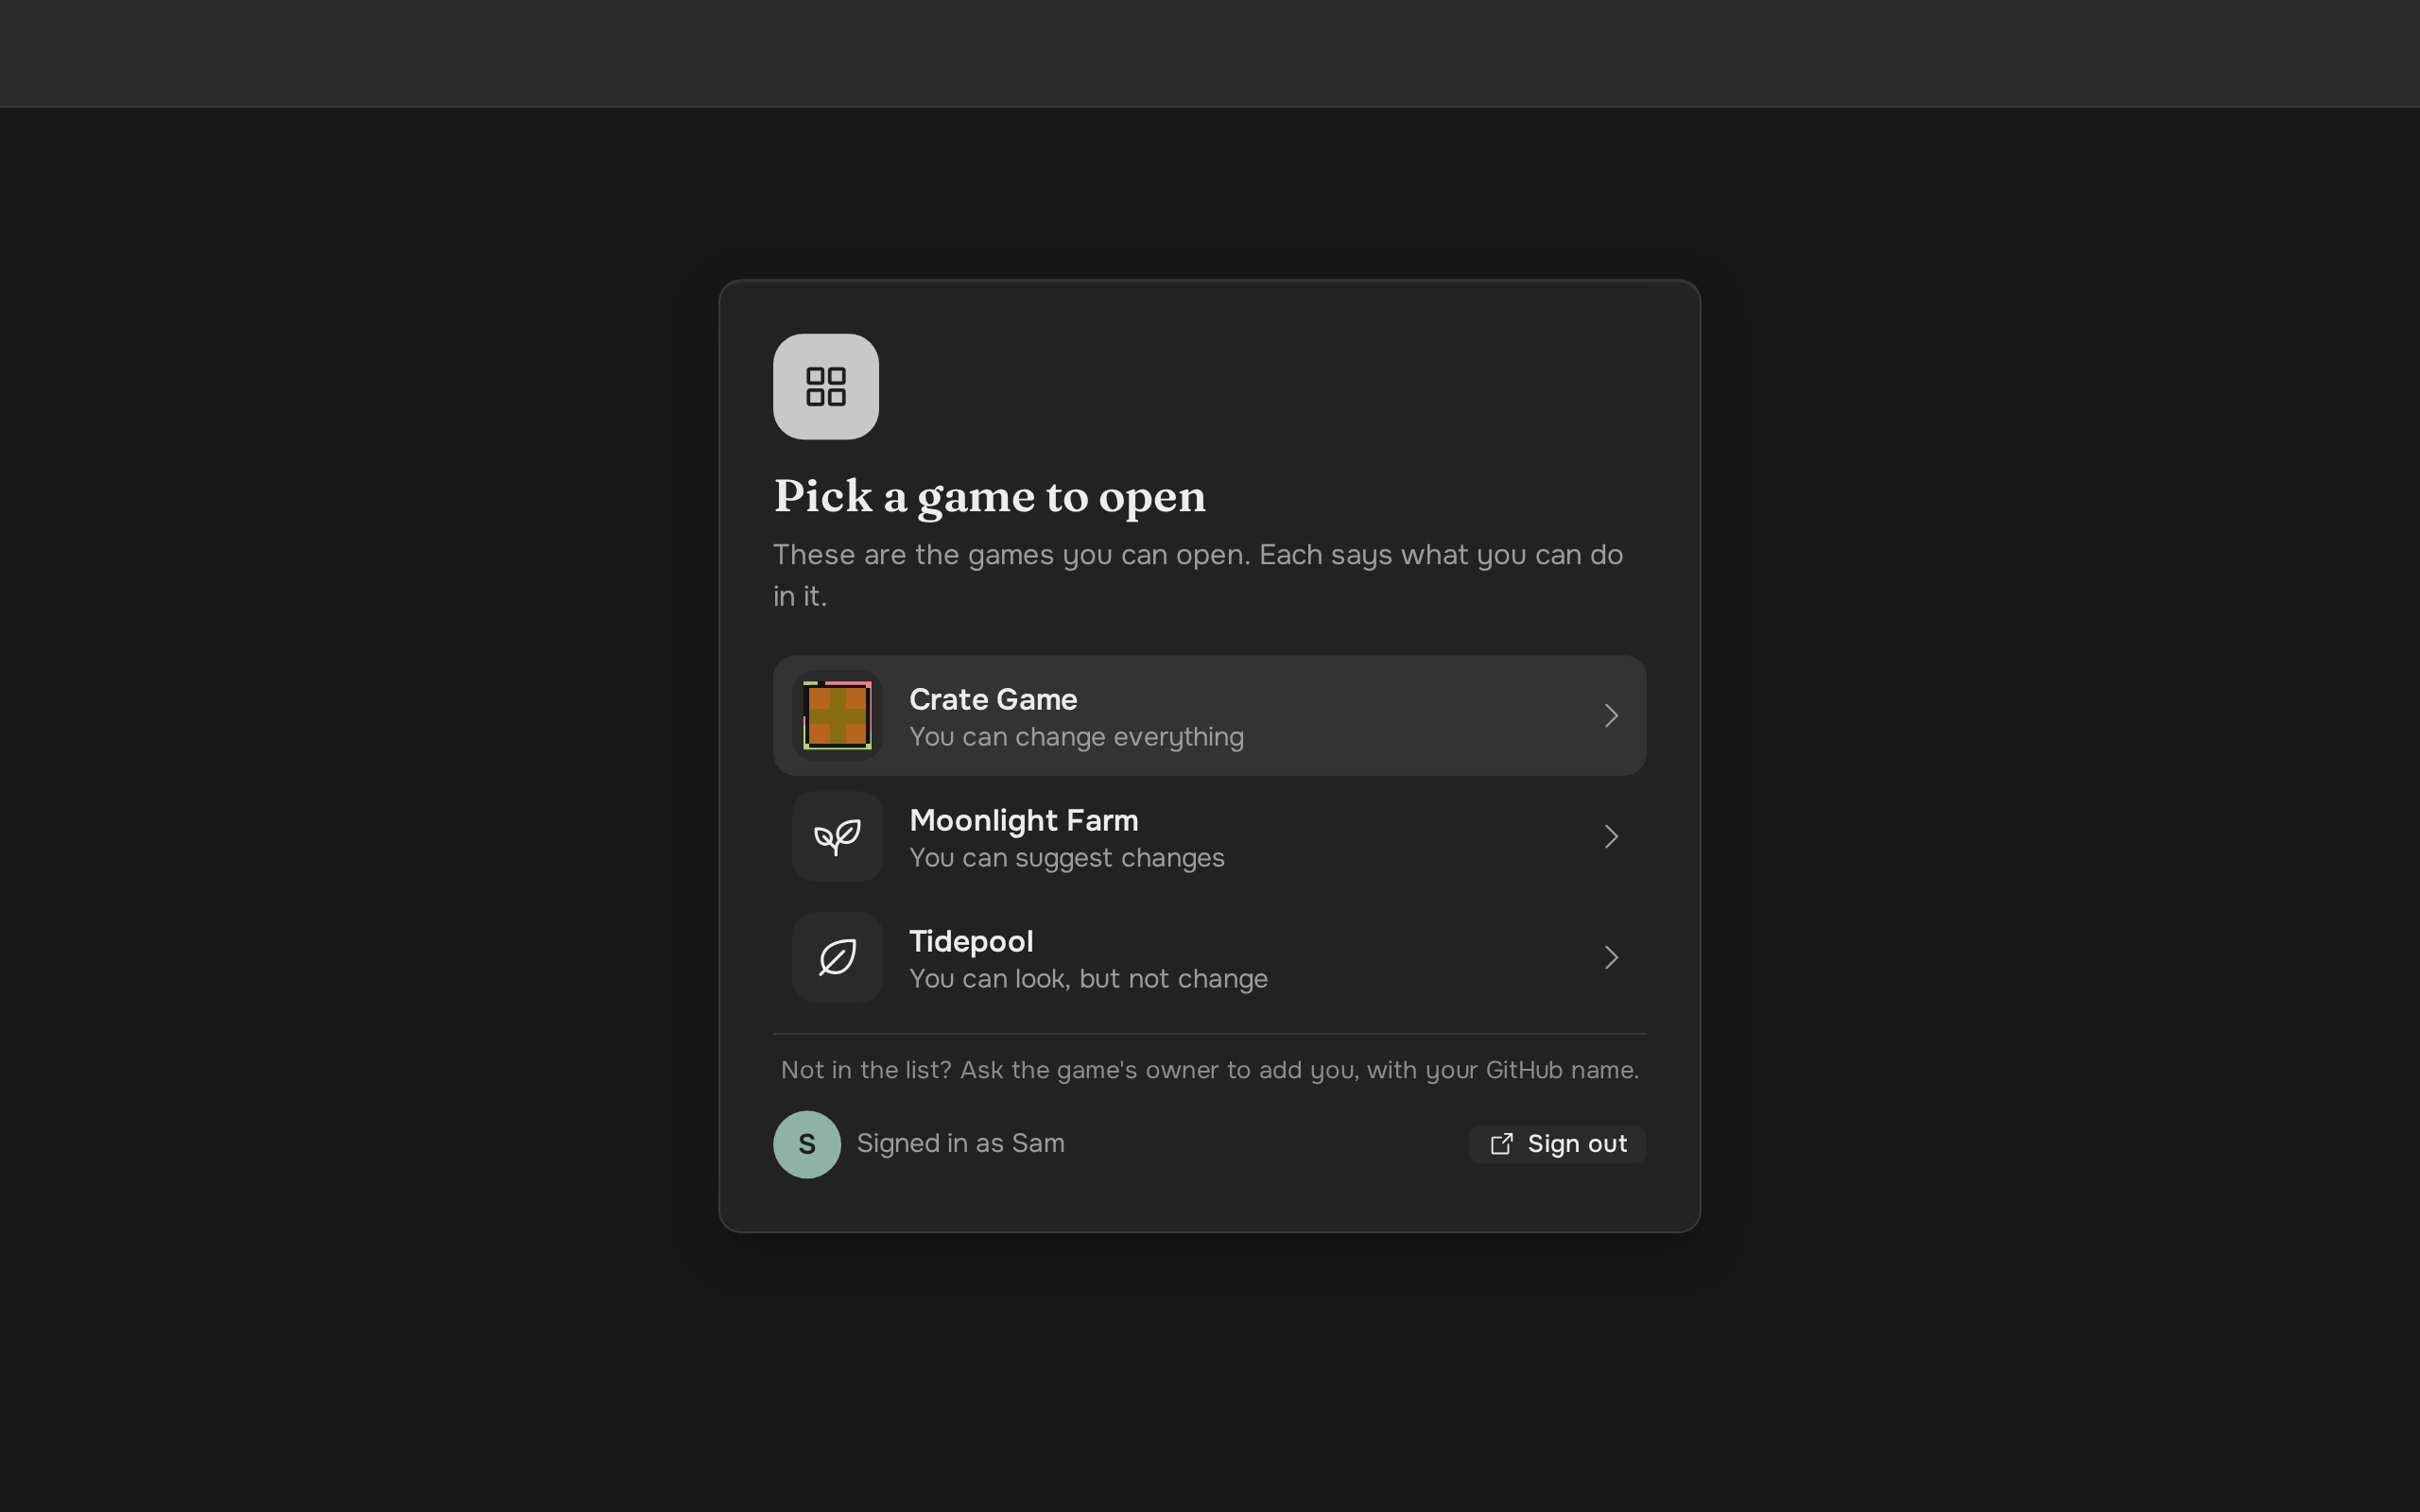 Pick a game to open
These are the games you can open. Each says what you can do
in it.
Crate Game
You can change everything
Moonlight Farm
You can suggest changes
Tidepool
You can look, but not change
Not in the list? Ask the game's owner to add you, with your GitHub name.
S
Signed in as Sam
Sign out